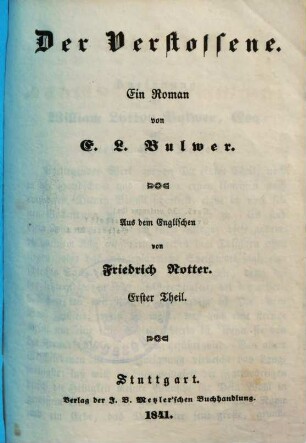 Der Verstossene.
Ein Roman
von
E. L. Bulwer.
Aus dem Englischen
von
Friedrich Notter.
Erster Theil.
Stuttgart.
Verlag der J. B. Metzler'schen Buchhandlung.
1841.